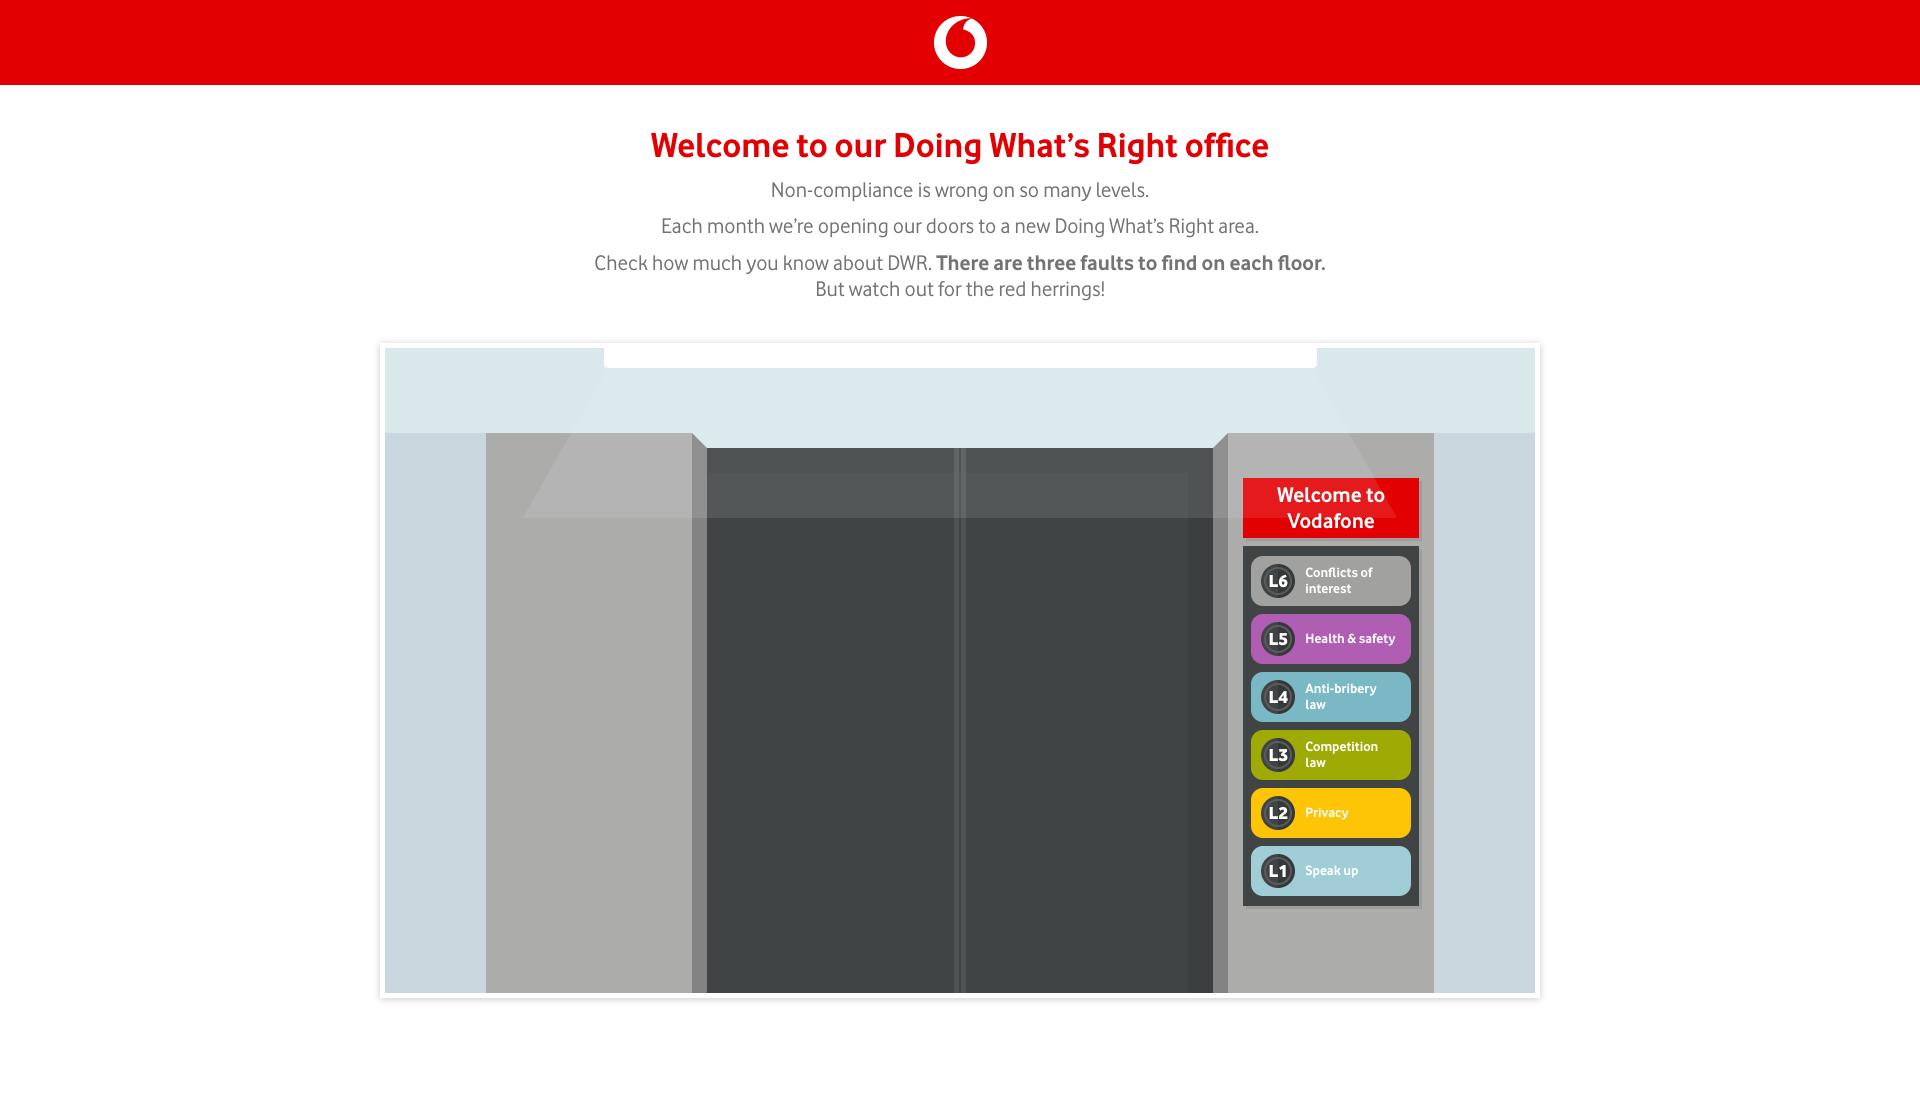 Welcome to our Doing What’s Right office
Non-compliance is wrong on so many levels.
Each month we’re opening our doors to a new Doing What’s Right area.
Check how much you know about DWR. There are three faults to find on each floor.
But watch out for the red herrings!
Welcome to
Vodafone
L6 Conflicts of
interest
L5 Health & safety
L4 Anti-bribery
law
L3 Competition
law
L2 Privacy
L1 Speak up